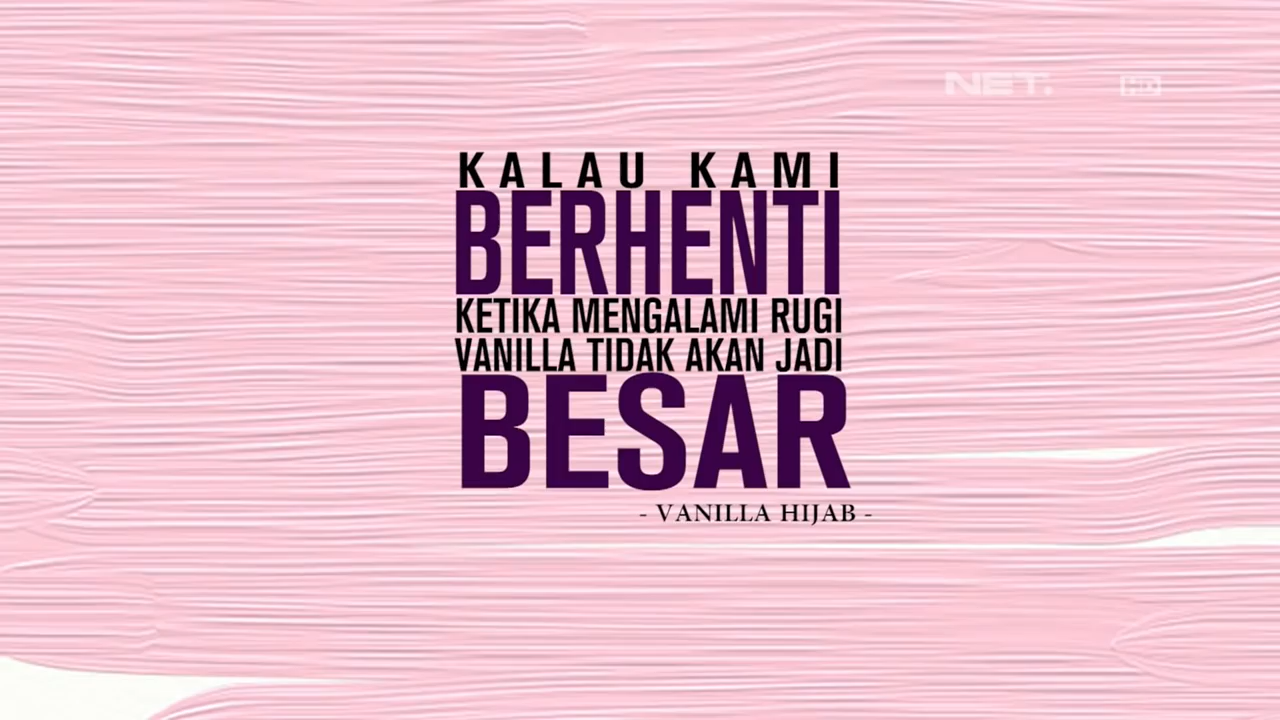 NET. HD
KALAU KAMI
BERHENTI
KETIKA MENGALAMI RUGI
VANILLA TIDAK AKAN JADI
BESAR
- VANILLA HIJAB -